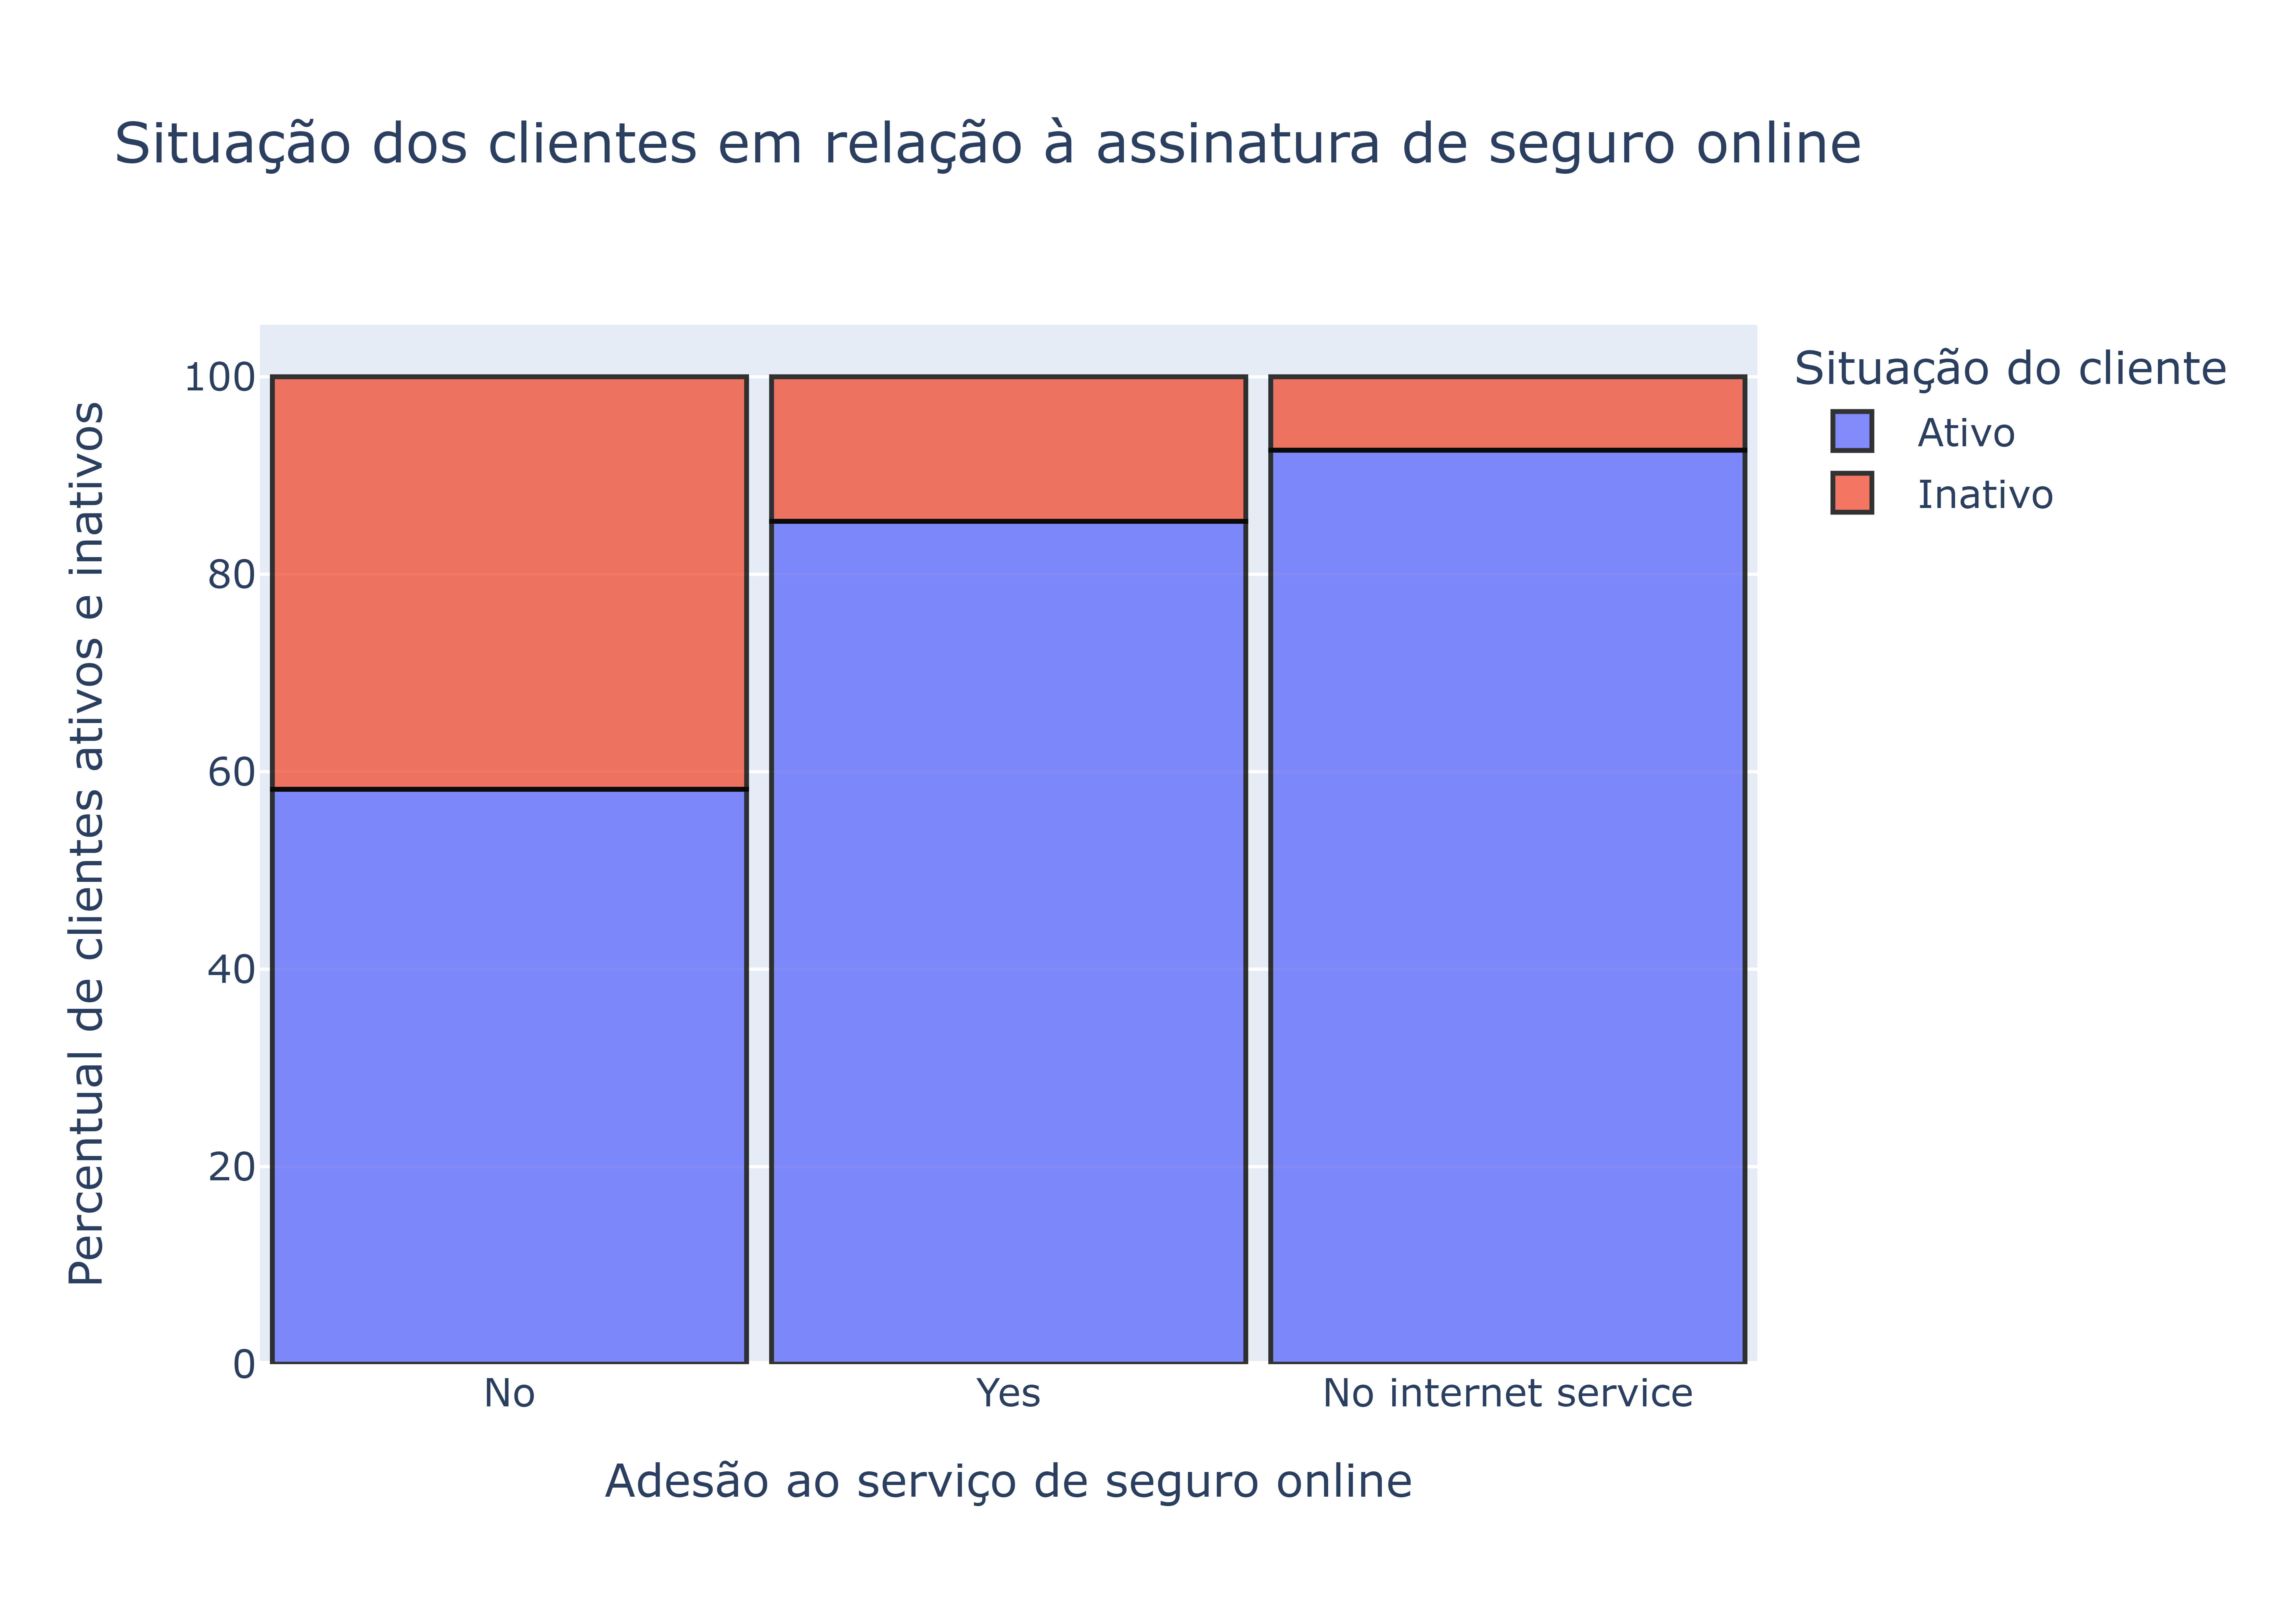 Situação dos clientes em relação à assinatura de seguro online
Percentual de clientes ativos e inativos
100
80
60
40
20
0
No
Yes
No internet service
Adesão ao serviço de seguro online
Situação do cliente
Ativo
Inativo